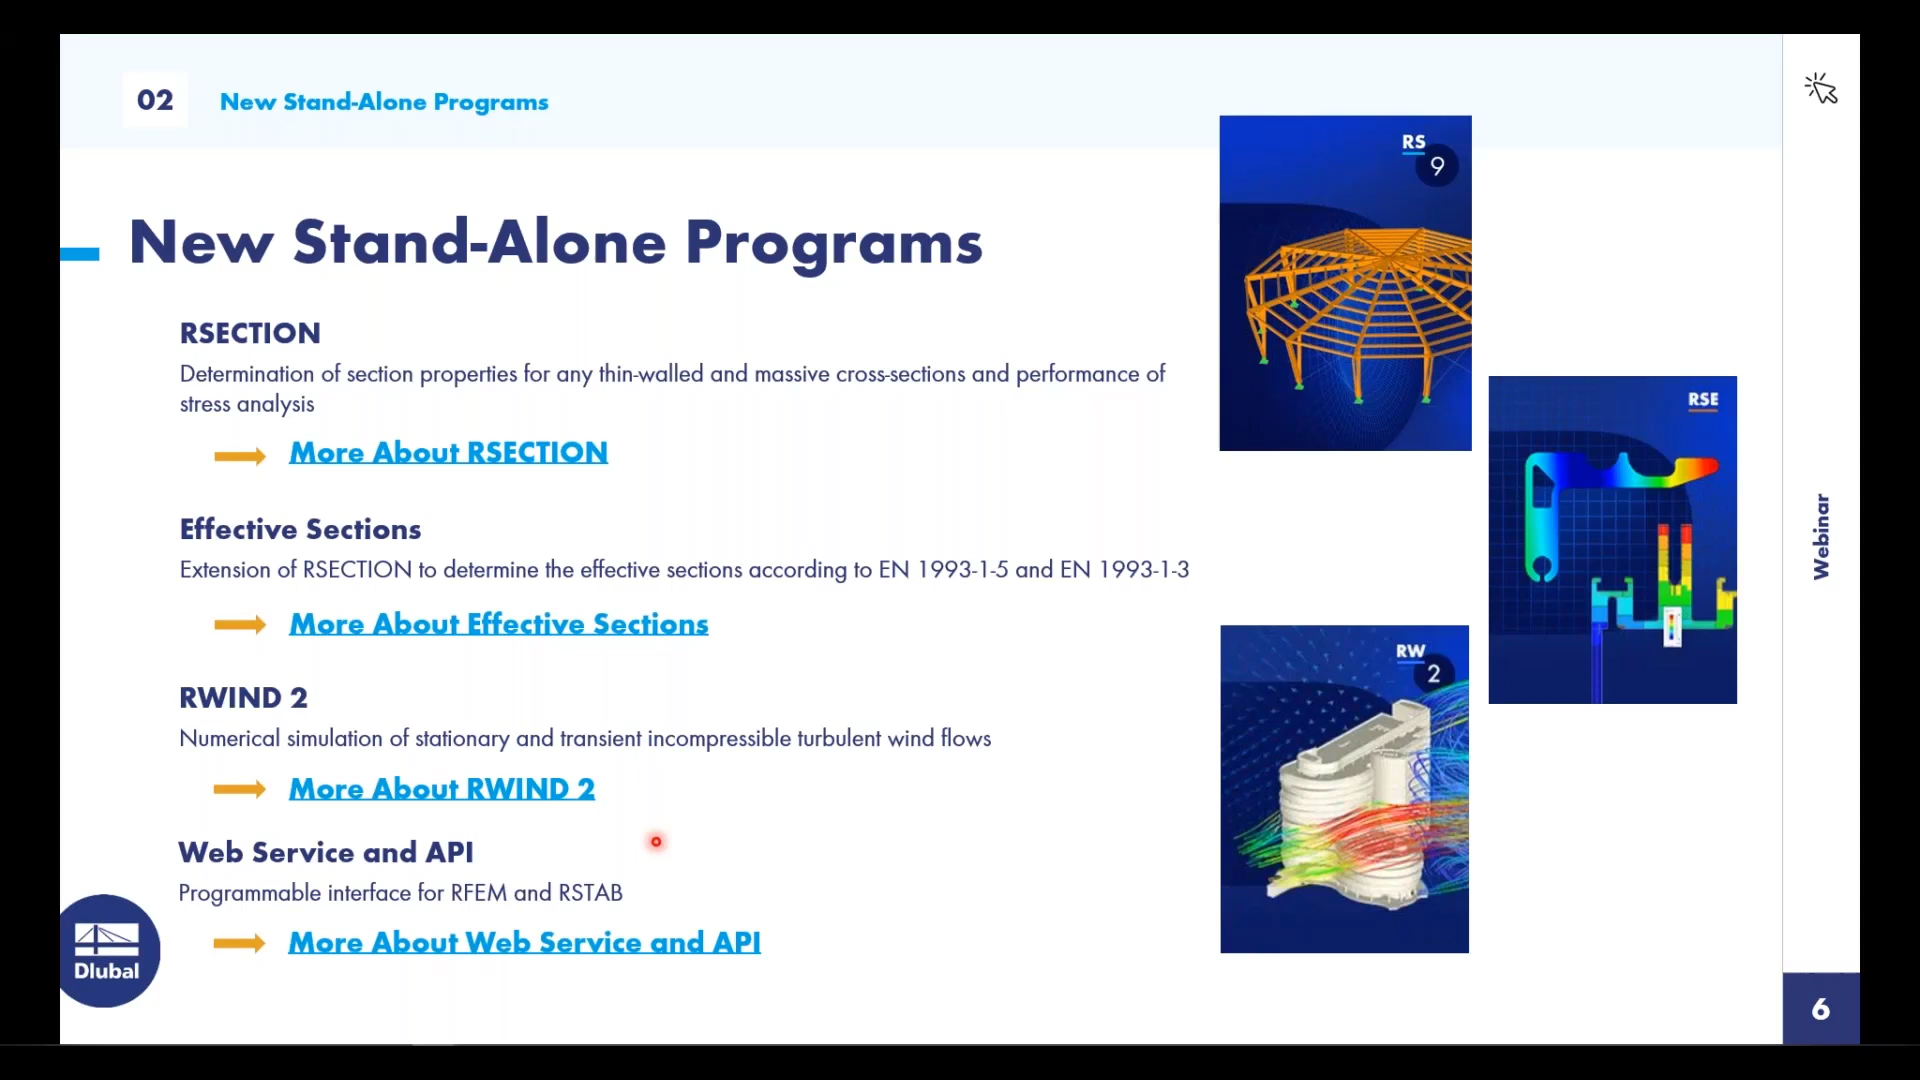 02
New Stand-Alone Programs
New Stand-Alone Programs
RSECTION
Determination of section properties for any thin-walled and massive cross-sections and performance of
stress analysis
More About RSECTION
Effective Sections
Extension of RSECTION to determine the effective sections according to EN 1993-1-5 and EN 1993-1-3
More About Effective Sections
RWIND 2
Numerical simulation of stationary and transient incompressible turbulent wind flows
More About RWIND 2
Web Service and API
Programmable interface for RFEM and RSTAB
More About Web Service and API
Dlubal
RS
9
RSE
RW
2
Webinar
6